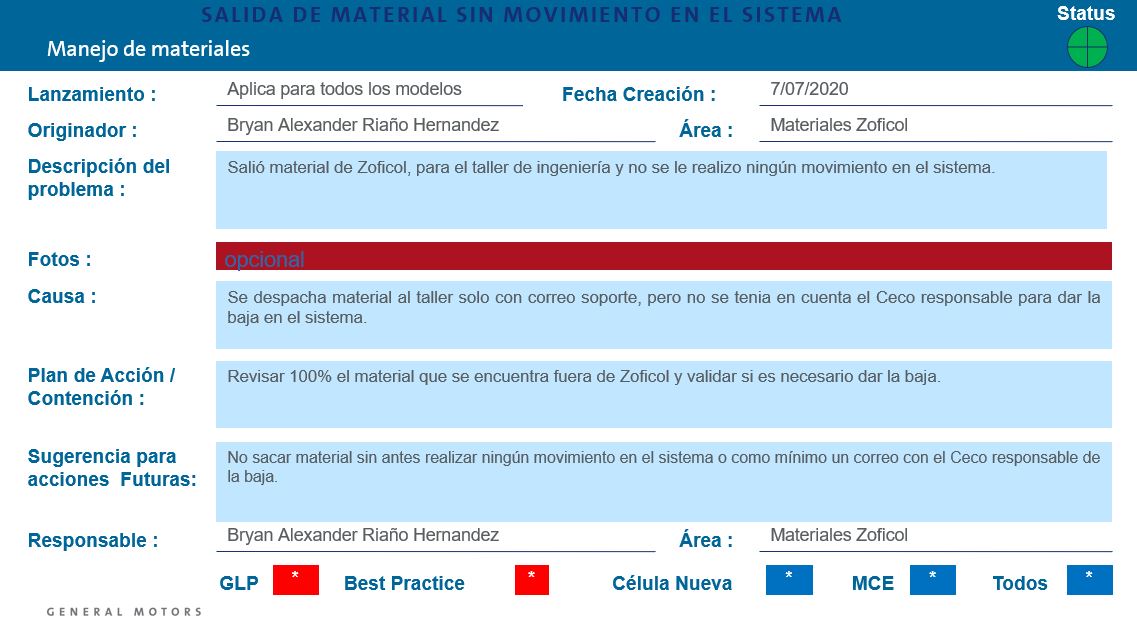 SALIDA DE MATERIAL SIN MOVIMIENTO EN EL SISTEMA
Status
Manejo de materiales
Lanzamiento : Aplica para todos los modelos Fecha Creación : 7/07/2020
Originador : Bryan Alexander Riaño Hernandez Área : Materiales Zoficol
Descripción del
problema :
Salió material de Zoficol, para el taller de ingeniería y no se le realizo ningún movimiento en el sistema.
Fotos : opcional
Causa :
Se despacha material al taller solo con correo soporte, pero no se tenia en cuenta el Ceco responsable para dar la
baja en el sistema.
Plan de Acción /
Contención :
Revisar 100% el material que se encuentra fuera de Zoficol y validar si es necesario dar la baja.
Sugerencia para
acciones Futuras:
No sacar material sin antes realizar ningún movimiento en el sistema o como mínimo un correo con el Ceco responsable de
la baja.
Responsable : Bryan Alexander Riaño Hernandez Área : Materiales Zoficol
GLP * Best Practice * Célula Nueva * MCE * Todos *
GENERAL MOTORS